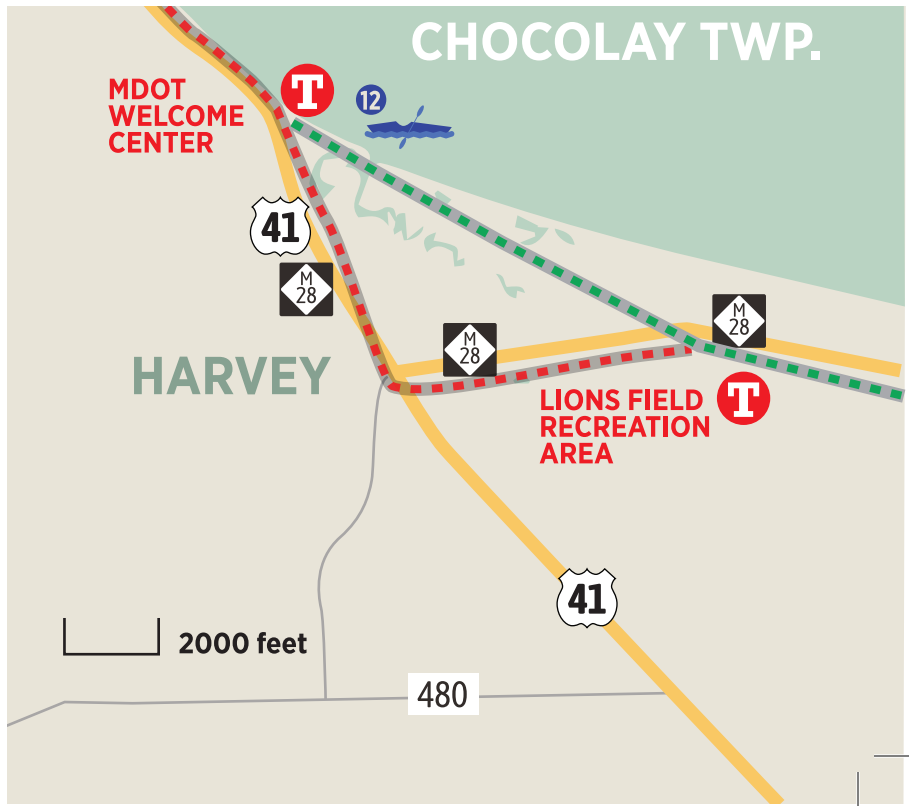 CHOCOLAY TWP.
MDOT
WELCOME
CENTER
T
12
41
M
28
M
28
M
28
HARVEY
LIONS FIELD
RECREATION
AREA
T
41
2000 feet
480